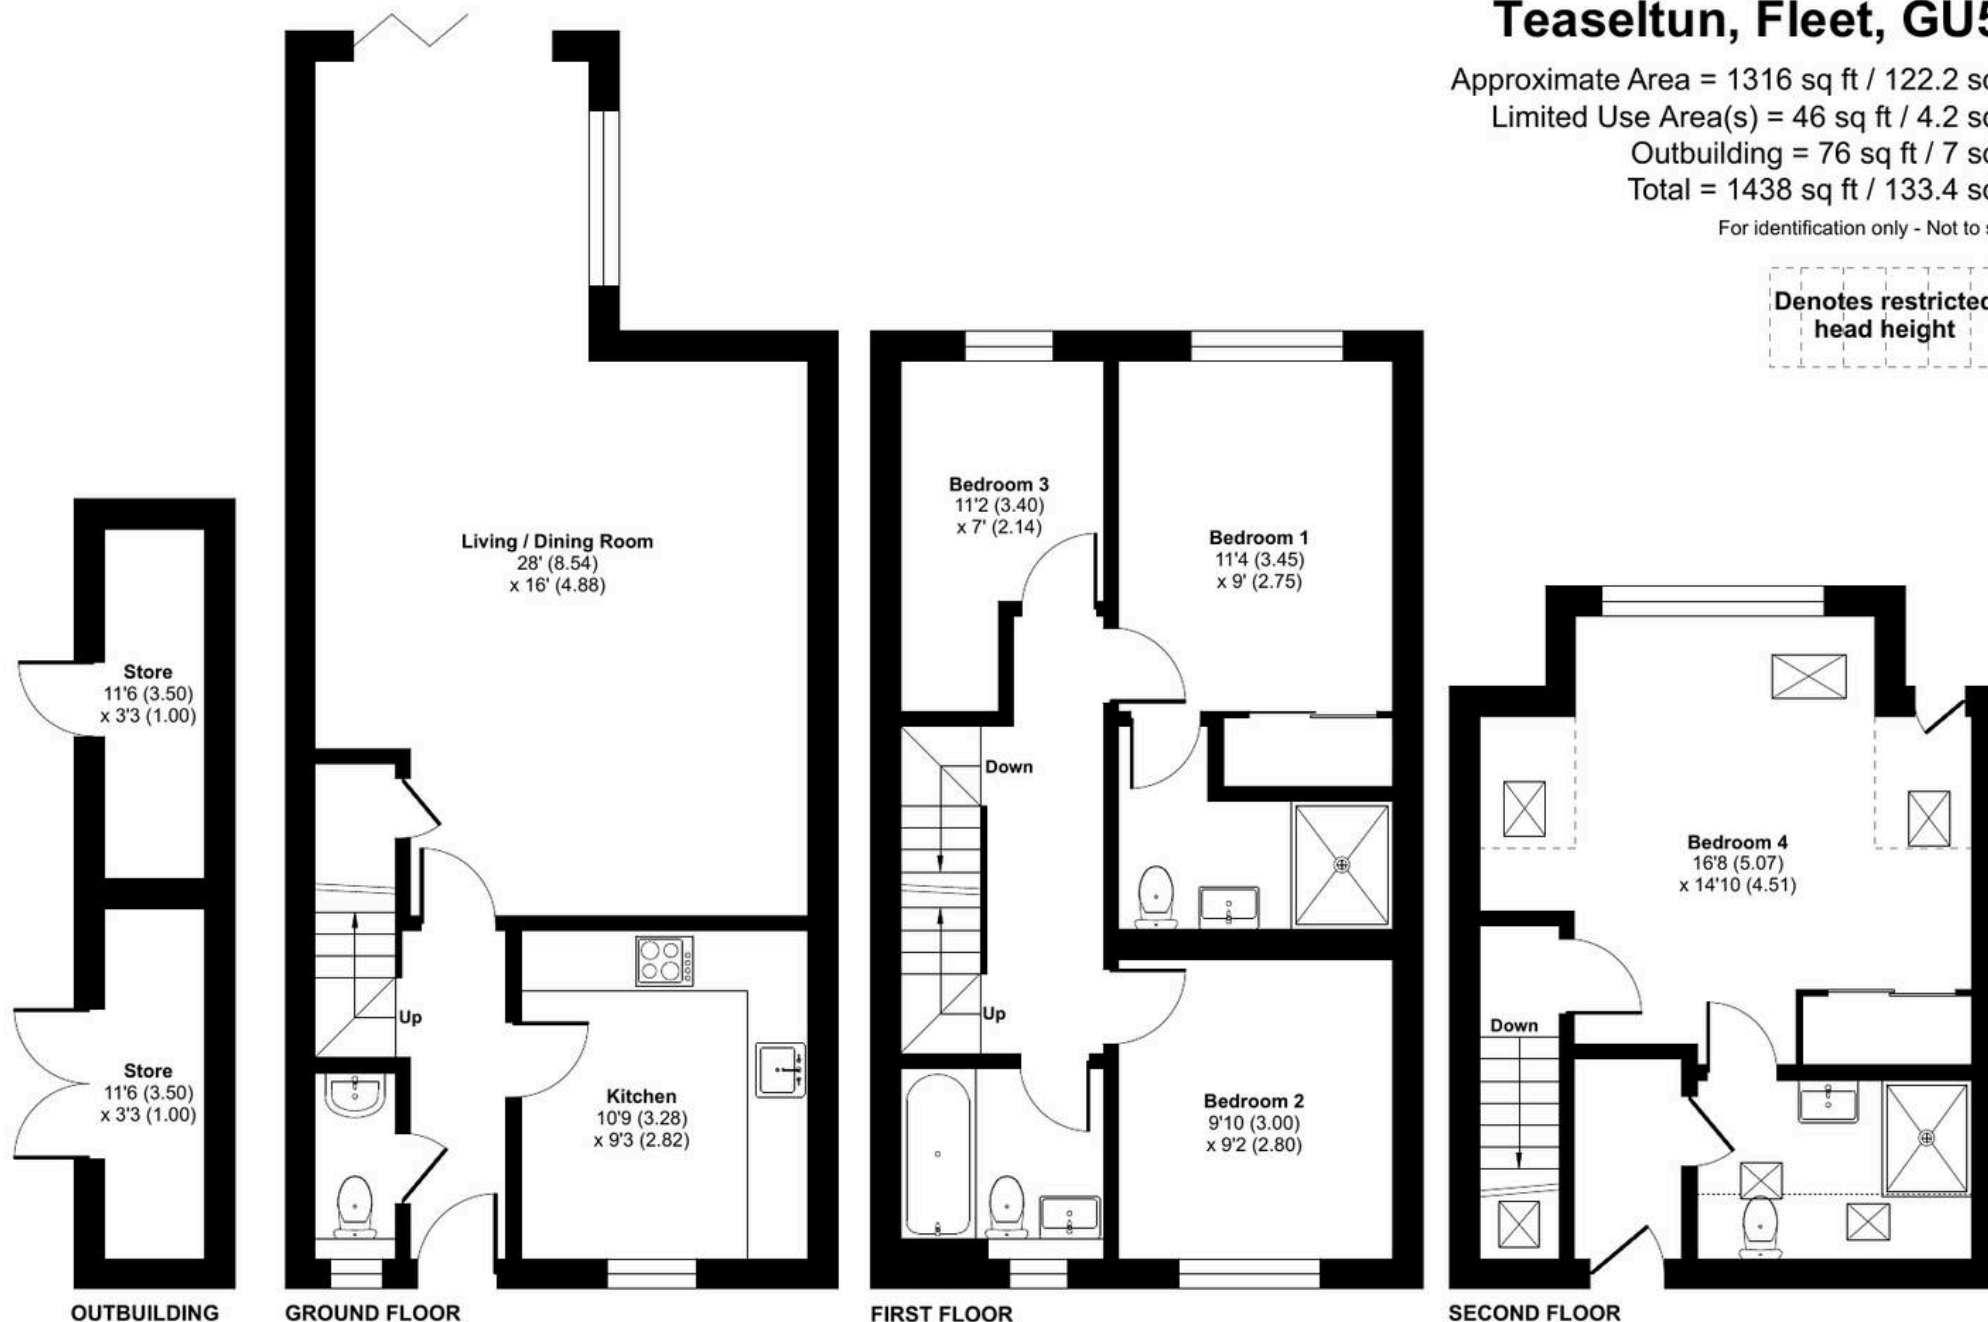 Teaseltun, Fleet, GU5
Approximate Area = 1316 sq ft / 122.2 sq
Limited Use Area(s) = 46 sq ft / 4.2 sq
Outbuilding = 76 sq ft / 7 sq
Total = 1438 sq ft / 133.4 sq
For identification only - Not to s
Denotes restricted
head height
Store
11'6 (3.50)
x 3'3 (1.00)
Store
11'6 (3.50)
x 3'3 (1.00)
OUTBUILDING
Living / Dining Room
28' (8.54)
x 16' (4.88)
Up
Kitchen
10'9 (3.28)
x 9'3 (2.82)
GROUND FLOOR
Bedroom 3
11'2 (3.40)
x 7' (2.14)
Bedroom 1
11'4 (3.45)
x 9' (2.75)
Down
Up
Bedroom 2
9'10 (3.00)
x 9'2 (2.80)
FIRST FLOOR
Bedroom 4
16'8 (5.07)
x 14'10 (4.51)
Down
SECOND FLOOR